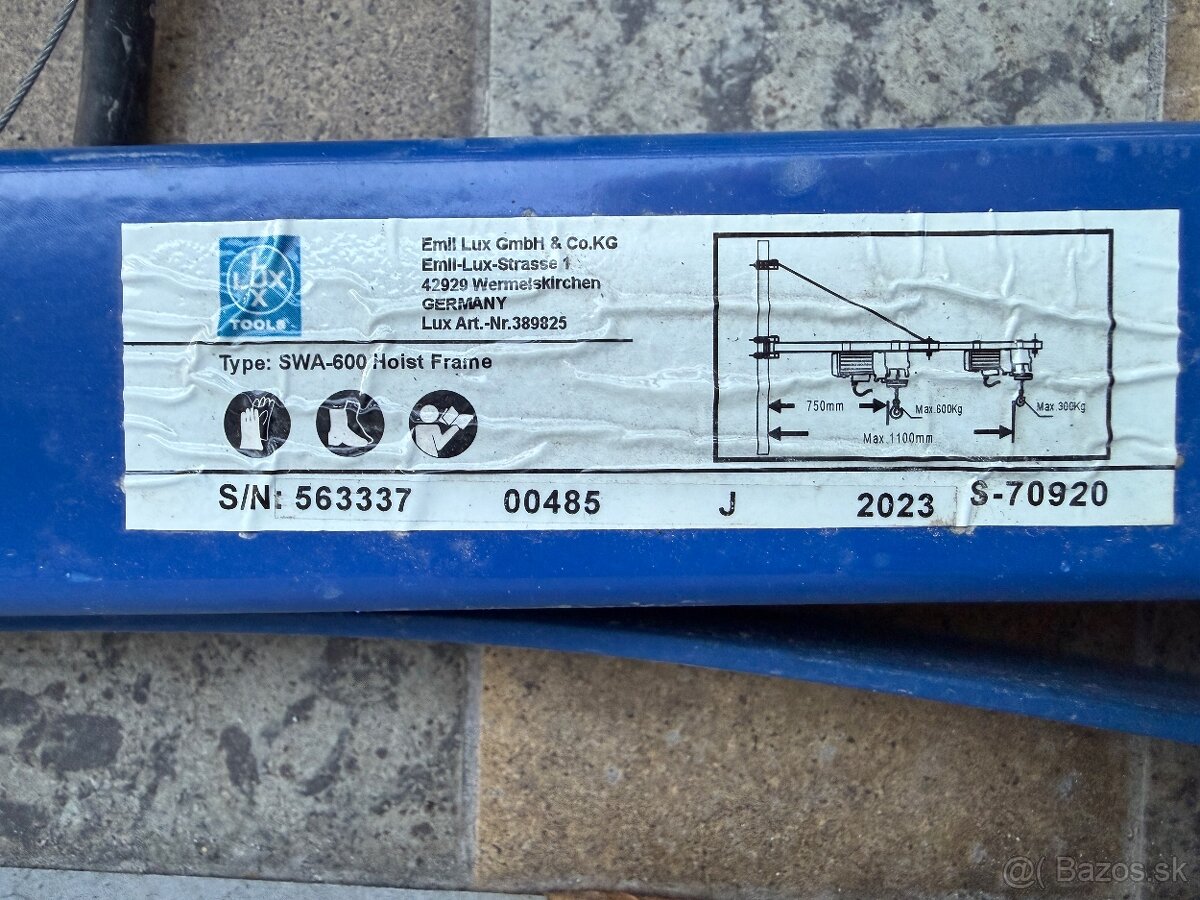 LUX
LUX
TOOLS®
Emil Lux GmbH & Co.KG
Emil-Lux-Strasse 1
42929 Wermelskirchen
GERMANY
Lux Art.-Nr.389825
Type: SWA-600 Hoist Frame
750mm
Max.600Kg
Max.300Kg
Max.1100mm
S/N: 563337 00485 J 2023 S-70920
@( Bazos.sk